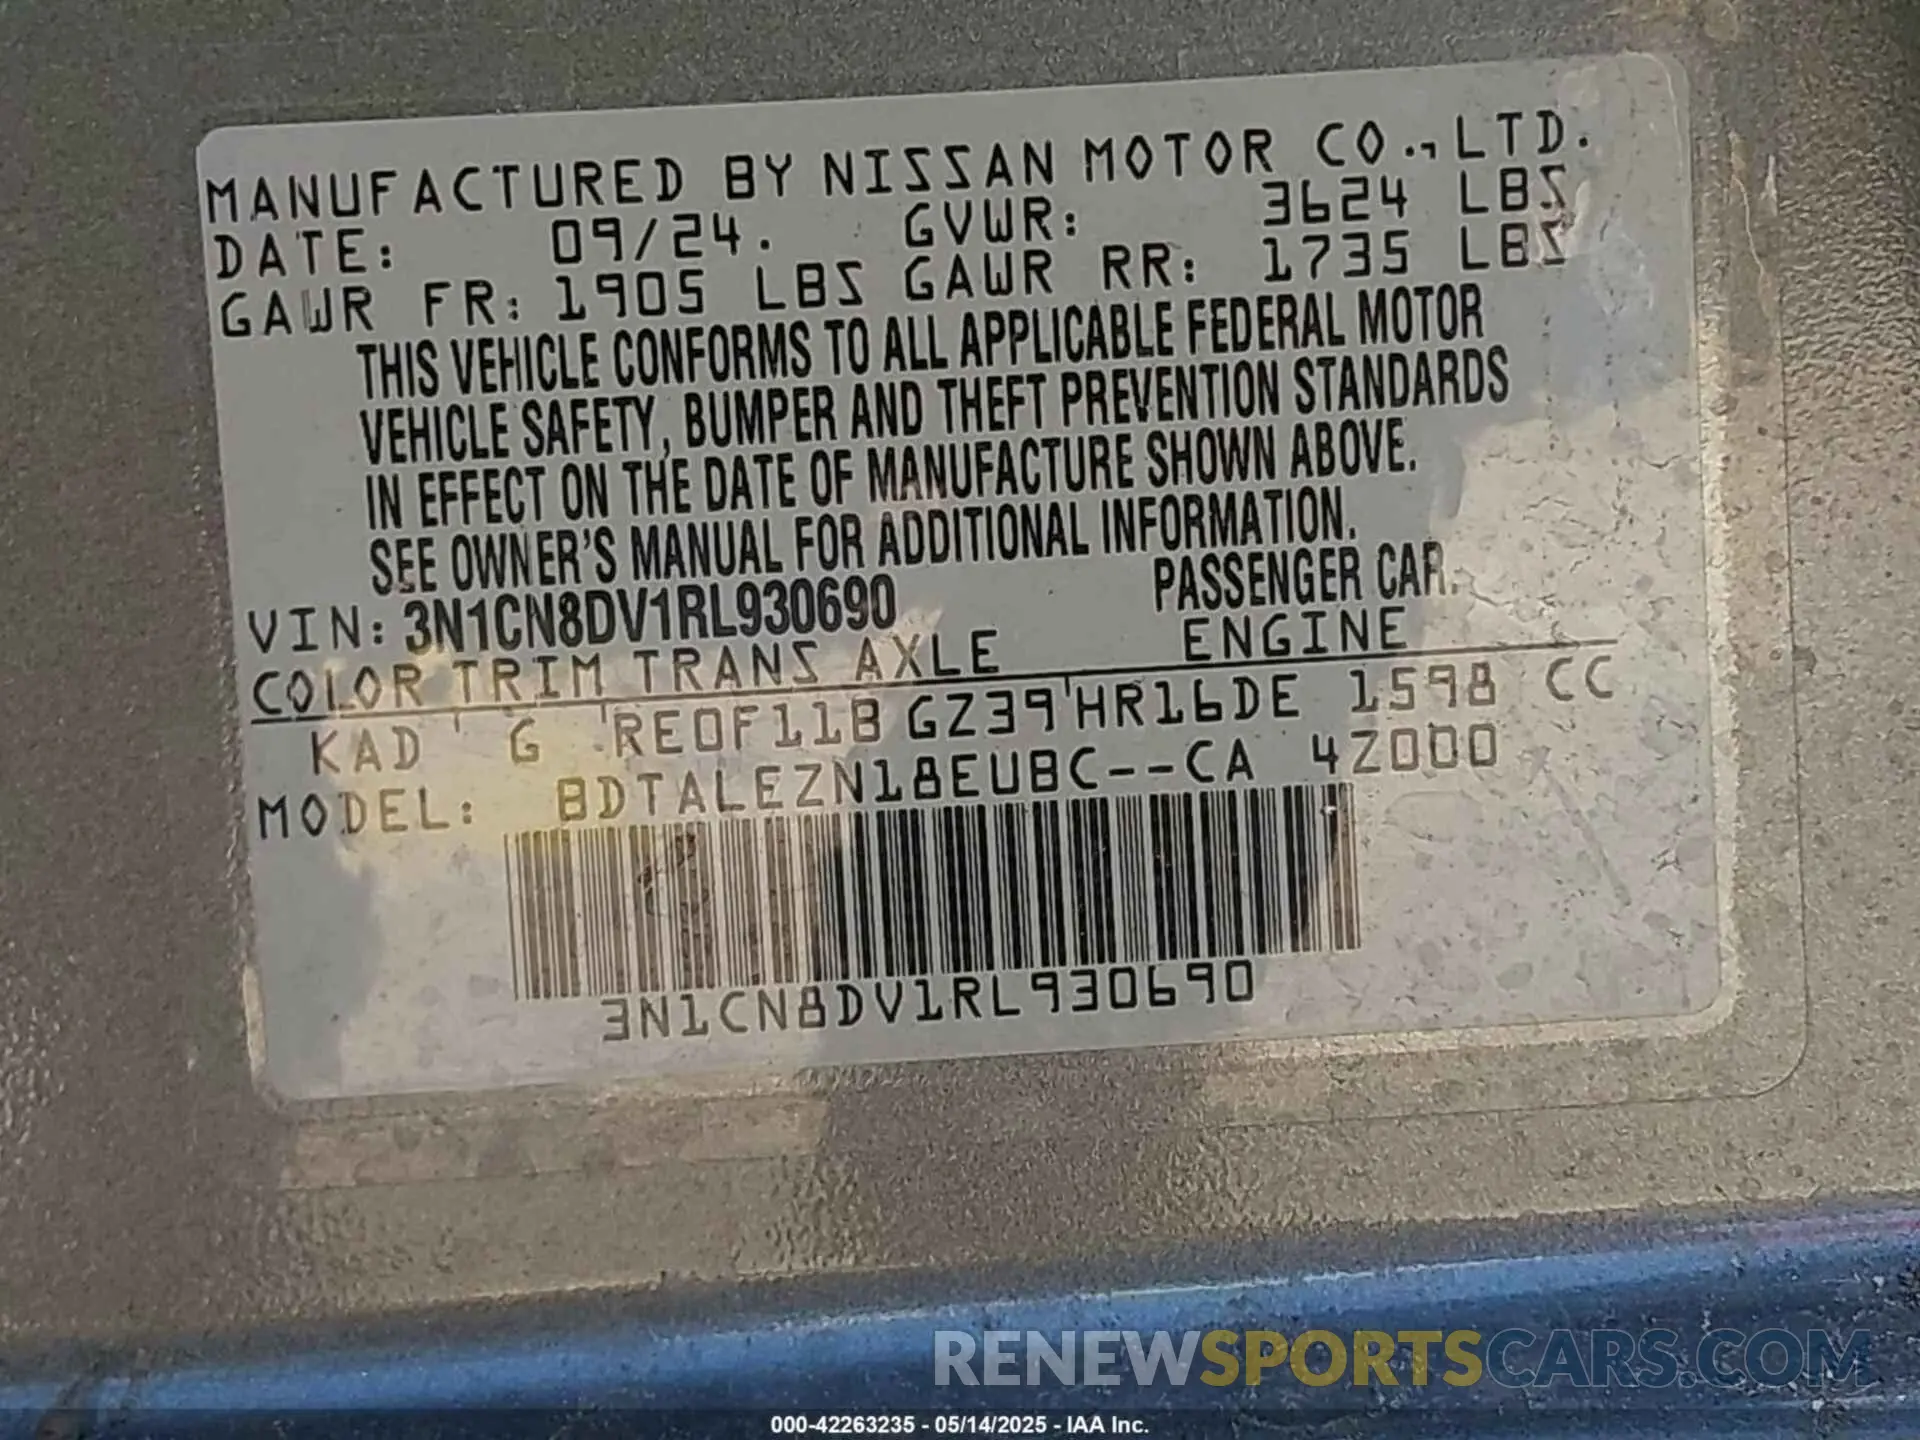 MANUFACTURED BY NISSAN MOTOR CO., LTD.
DATE: 09/24. GVWR: 3624 LBS
GAWR FR: 1905 LBS GAWR RR: 1735 LBS
THIS VEHICLE CONFORMS TO ALL APPLICABLE FEDERAL MOTOR
VEHICLE SAFETY, BUMPER AND THEFT PREVENTION STANDARDS
IN EFFECT ON THE DATE OF MANUFACTURE SHOWN ABOVE.
SEE OWNER'S MANUAL FOR ADDITIONAL INFORMATION.
VIN: 3N1CN8DV1RL930690 PASSENGER CAR.
COLOR TRIM TRANS AXLE ENGINE
KAD G RE0F11B GZ39 HR16DE 1598 CC
MODEL: BDTALEZN18EUBC--CA 4Z000
3N1CN8DV1RL930690
RENEWSPORTSCARS.COM
000-42263235 - 05/14/2025 - IAA Inc.